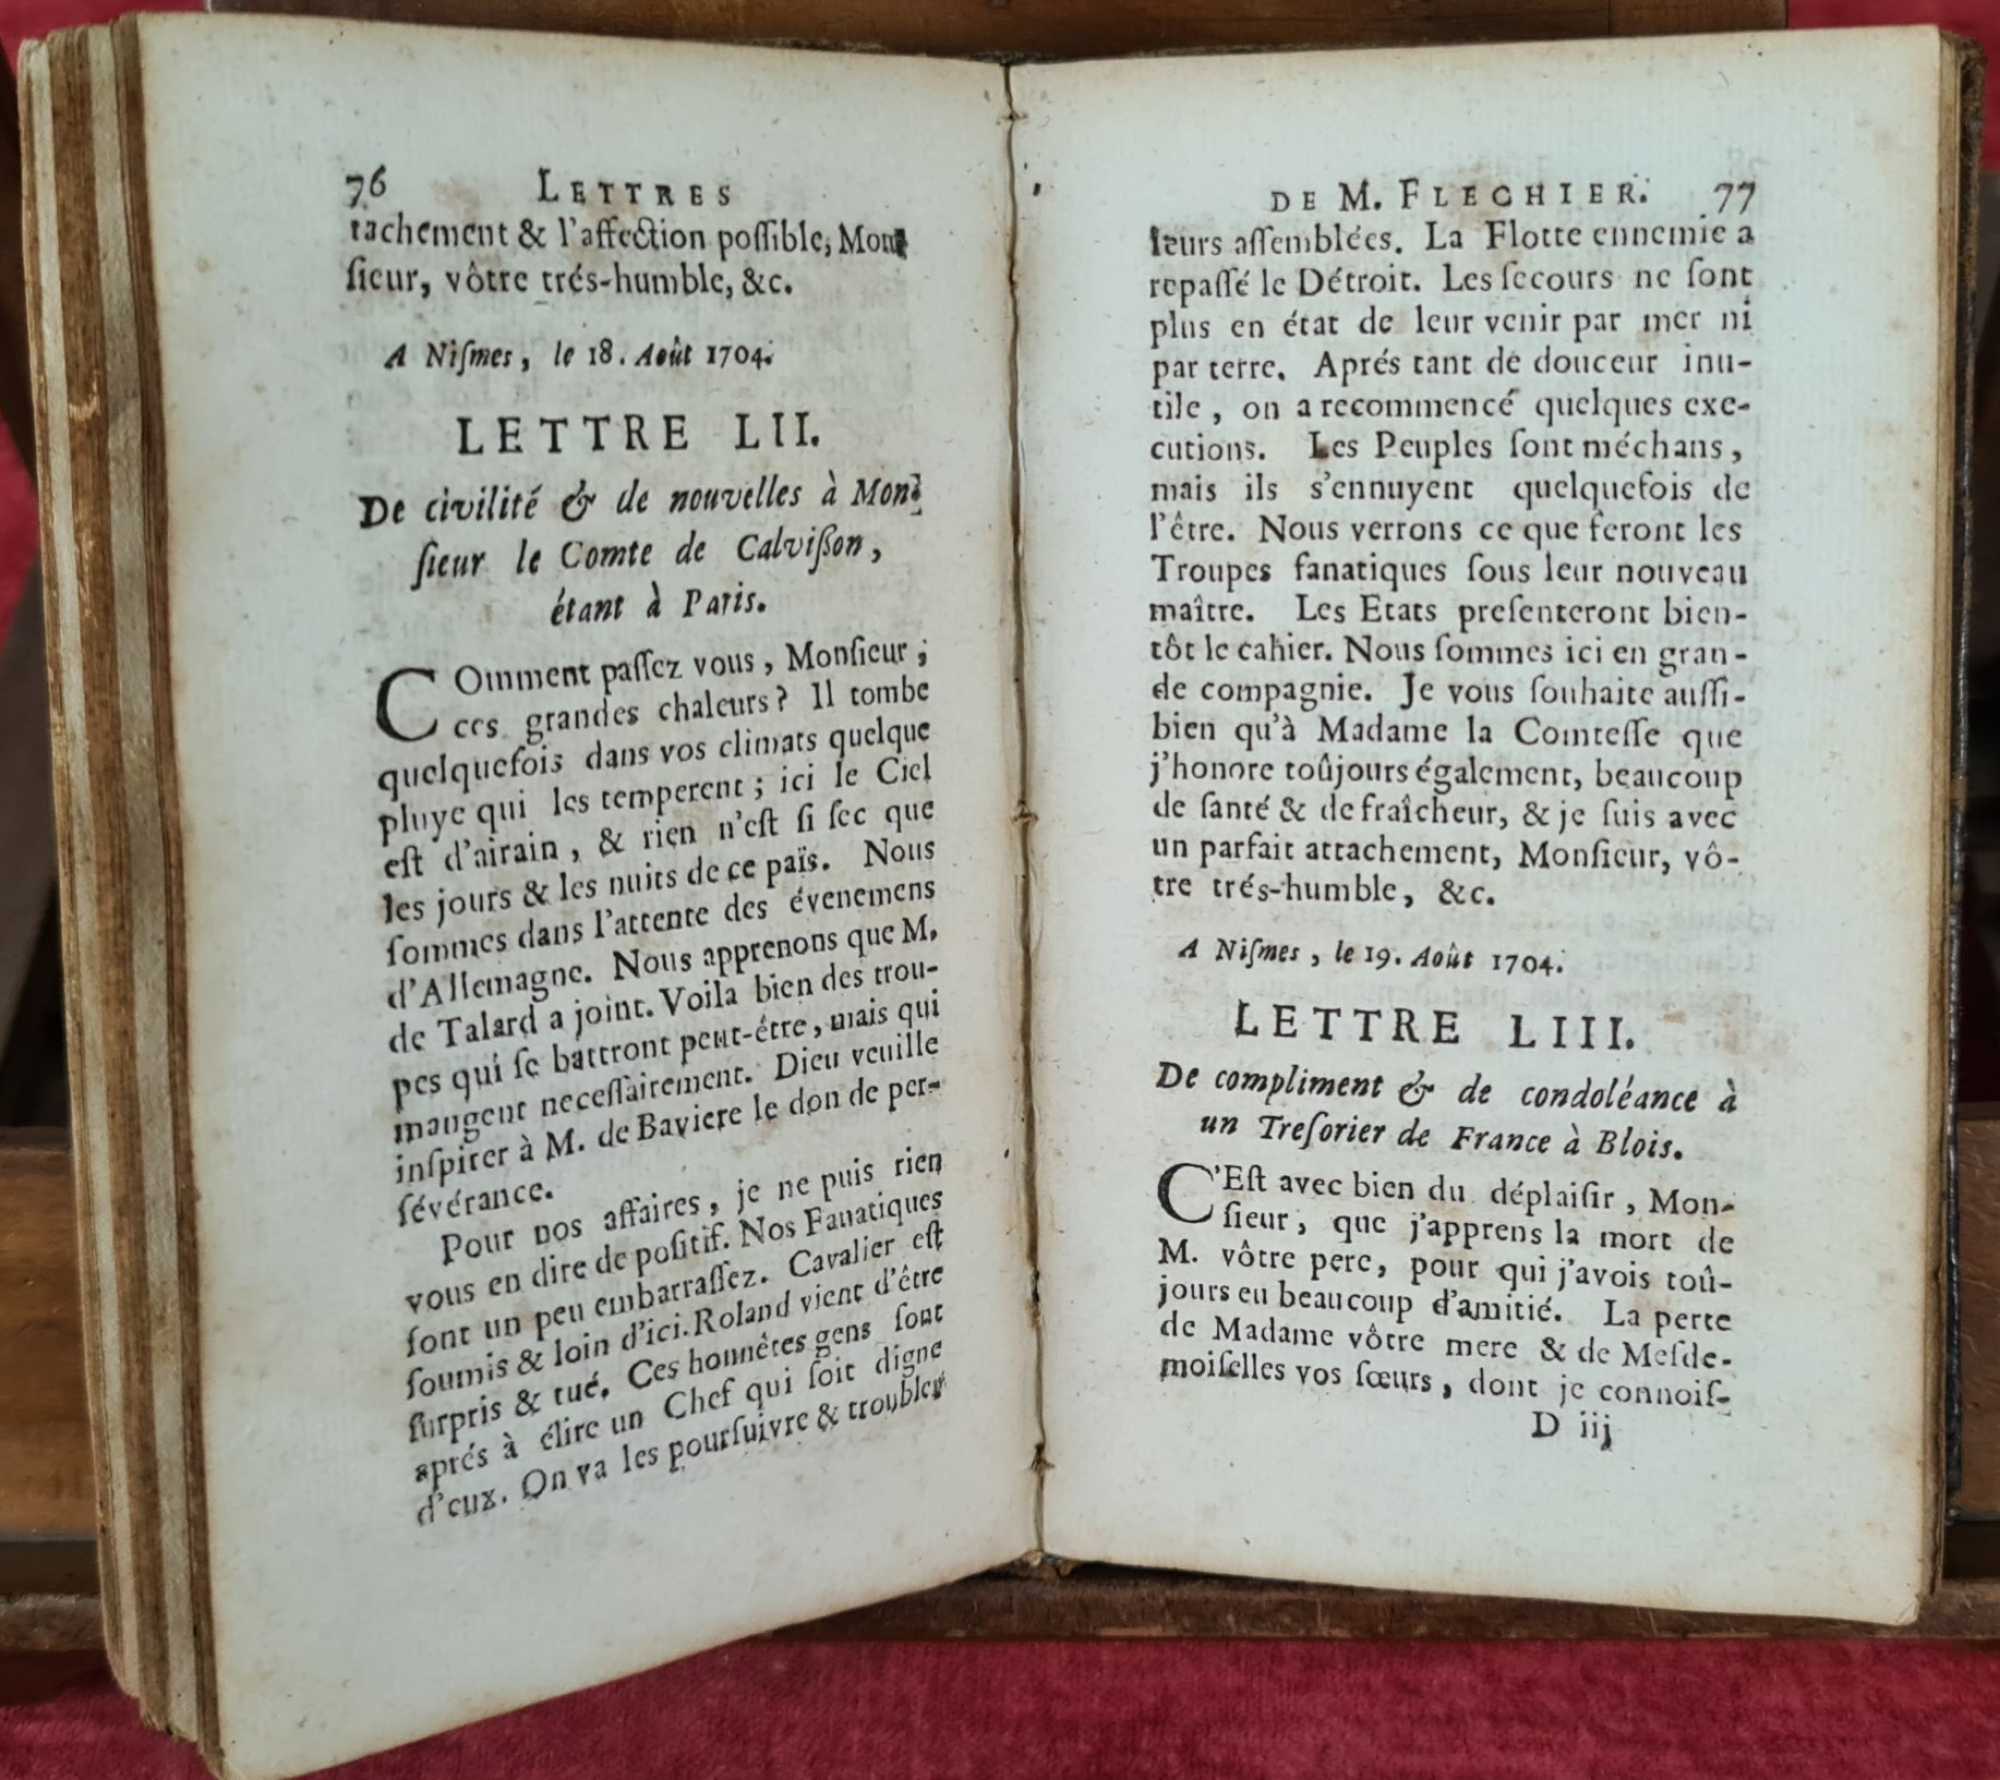 76 LETTRES
tachement & l'affection possible, Mon-
sieur, vôtre trés-humble, &c.
A Nismes, le 18. Août 1704.
LETTRE LII.
De civilité & de nouvelles à Mon-
sieur le Comte de Calvisson,
étant à Paris.
COmment passez vous, Monsieur ;
ces grandes chaleurs ? Il tombe
quelquefois dans vos climats quelque
pluye qui les temperent ; ici le Ciel
est d'airain, & rien n'est si sec que
les jours & les nuits de ce païs. Nous
sommes dans l'attente des évenemens
d'Allemagne. Nous apprenons que M.
de Talard a joint. Voila bien des trou-
pes qui se battront peut-étre, mais qui
mangent necessairement. Dieu veuille
inspirer à M. de Baviere le don de per-
sévérance.
Pour nos affaires, je ne puis rien
vous en dire de positif. Nos Fanatiques
sont un peu embarrassez. Cavalier est
soumis & loin d'ici. Roland vient d'être
surpris & tué. Ces honnêtes gens sont
aprés à élire un Chef qui soit digne
d'eux. On va les poursuivre & troubler
DE M. FLECHIER. 77
leurs assemblées. La Flotte ennemie a
repassé le Détroit. Les secours ne sont
plus en état de leur venir par mer ni
par terre. Aprés tant de douceur inu-
tile, on a recommencé quelques exe-
cutions. Les Peuples sont méchans,
mais ils s'ennuyent quelquefois de
l'être. Nous verrons ce que feront les
Troupes fanatiques sous leur nouveau
maître. Les Etats presenteront bien-
tôt le cahier. Nous sommes ici en gran-
de compagnie. Je vous souhaite aussi-
bien qu'à Madame la Comtesse que
j'honore toûjours également, beaucoup
de santé & de fraîcheur, & je suis avec
un parfait attachement, Monsieur, vô-
tre trés-humble, &c.
A Nismes, le 19. Août 1704.
LETTRE LIII.
De compliment & de condoléance à
un Tresorier de France à Blois.
C'Est avec bien du déplaisir, Mon-
sieur, que j'apprens la mort de
M. vôtre pere, pour qui j'avois toû-
jours eu beaucoup d'amitié. La perte
de Madame vôtre mere & de Mesde-
moiselles vos sœurs, dont je connois-
D iij